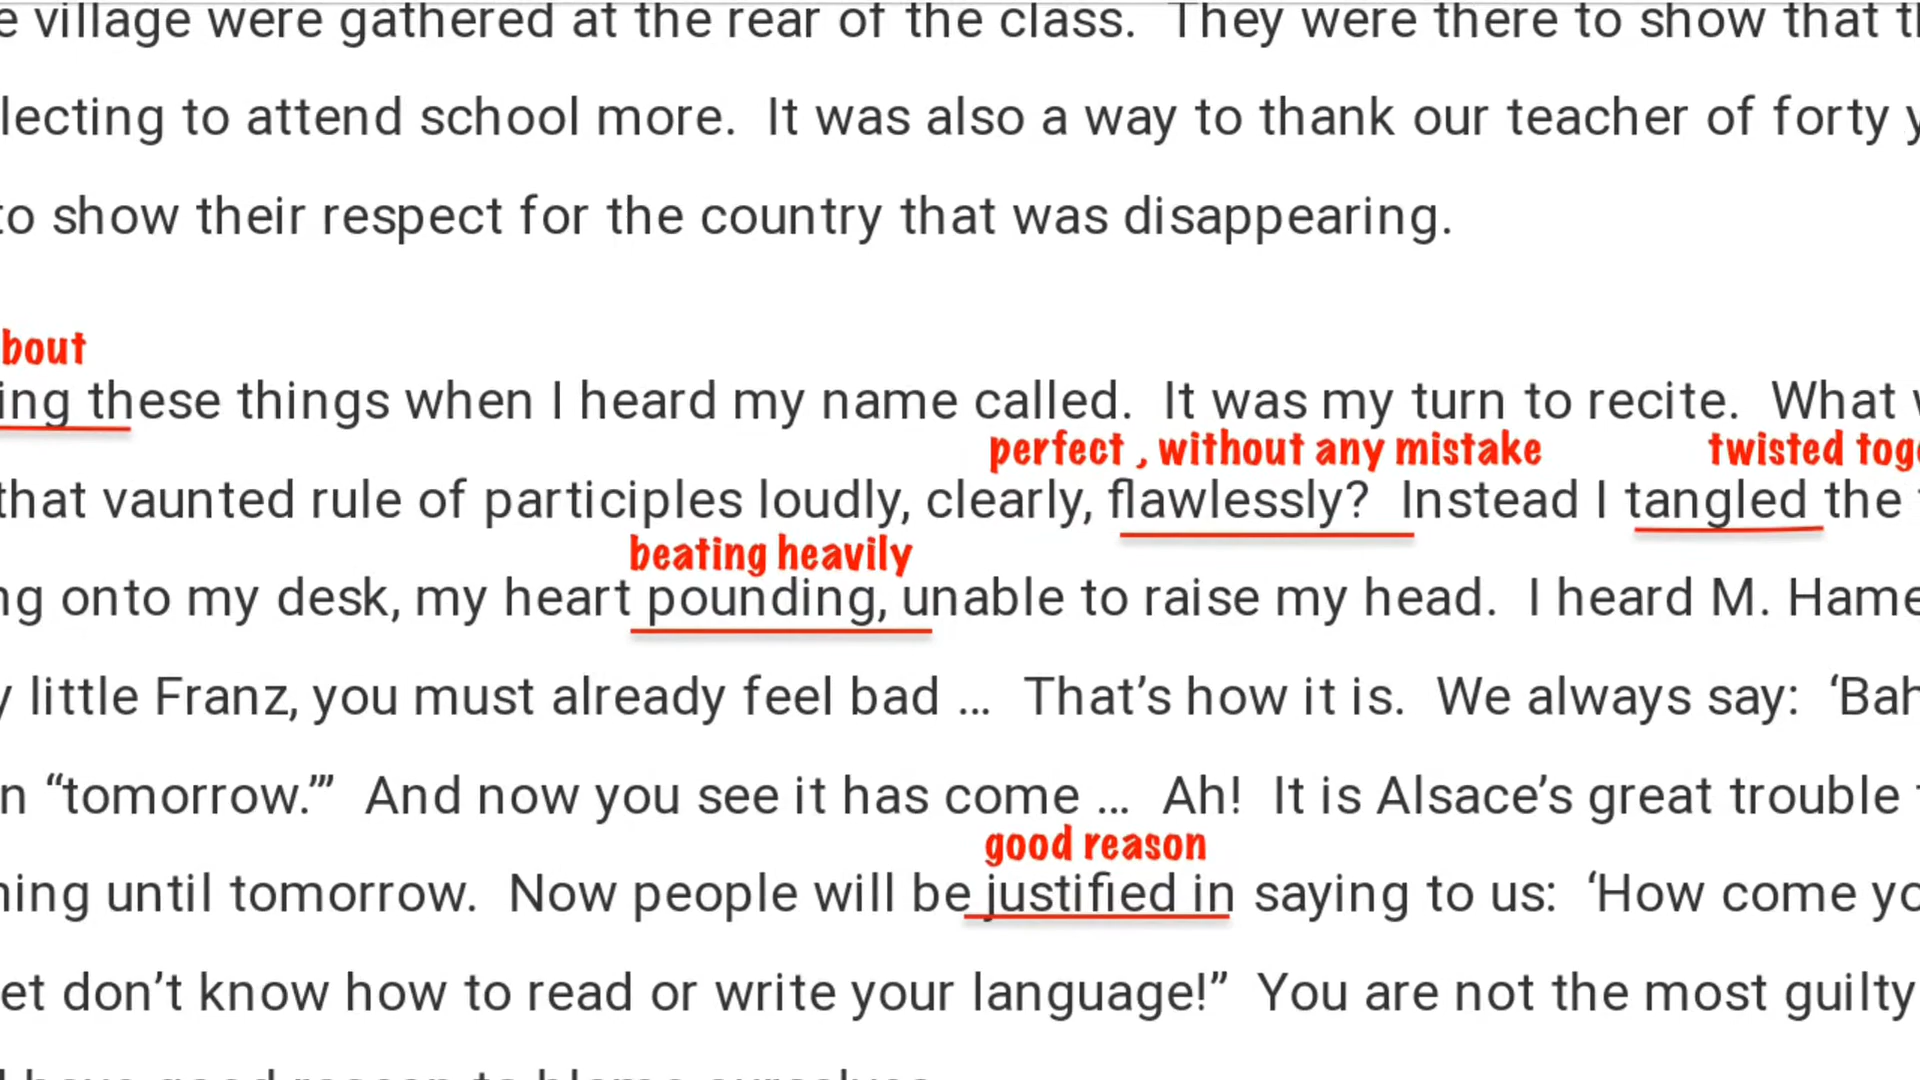 village were gathered at the rear of the class. They were there to show that
to attend school more. It was also a way to thank our teacher of forty
to show their respect for the country that was disappearing.
bout
ing these things when I heard my name called. It was my turn to recite. What
perfect , without any mistake twisted tog
that vaunted rule of participles loudly, clearly, flawlessly? Instead I tangled the
beating heavily
ng onto my desk, my heart pounding, unable to raise my head. I heard M. Hame
little Franz, you must already feel bad ... That’s how it is. We always say: ‘Bah
n “tomorrow.’” And now you see it has come ... Ah! It is Alsace’s great trouble
good reason
ing until tomorrow. Now people will be justified in saying to us: ‘How come yo
et don’t know how to read or write your language!” You are not the most guilty